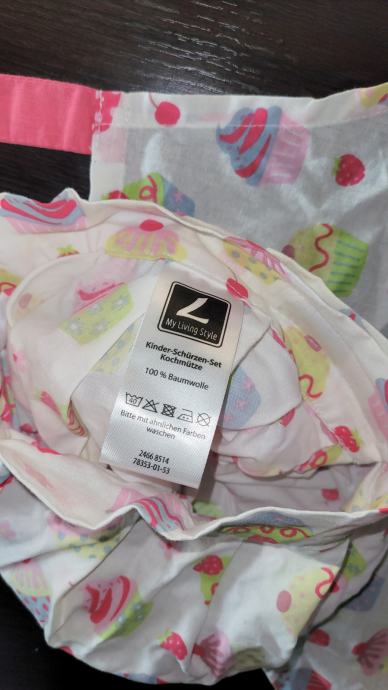 My Living Style
Kinder-Schürzen-Set
Kochmütze
100 % Baumwolle
40
Bitte mit ähnlichen Farben
waschen
2466 8514
78353-01-53